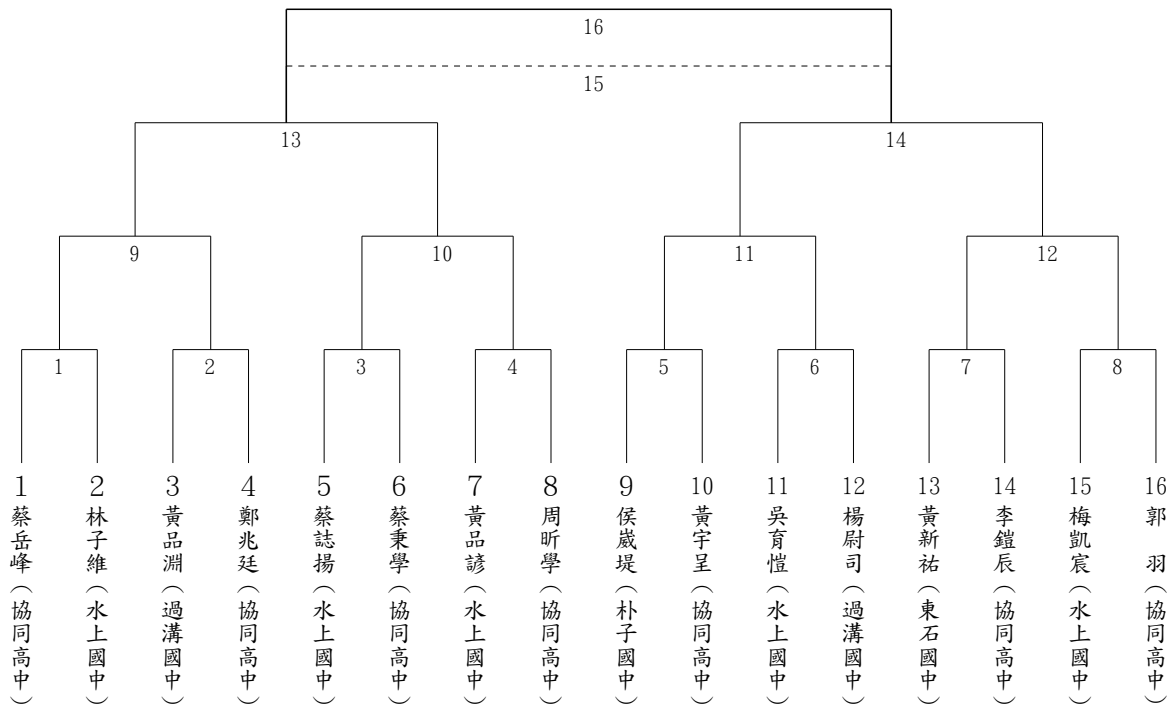 16
15
13
14
9
10
11
12
1
2
3
4
5
6
7
8
1 蔡岳峰(協同高中)
2 林子維(水上國中)
3 黃品淵(過溝國中)
4 鄭兆廷(協同高中)
5 蔡誌揚(水上國中)
6 蔡秉學(協同高中)
7 黃品諺(水上國中)
8 周昕學(協同高中)
9 侯崴堤(朴子國中)
10 黃宇呈(協同高中)
11 吳育愷(水上國中)
12 楊尉司(過溝國中)
13 黃新祐(東石國中)
14 李鎧辰(協同高中)
15 梅凱宸(水上國中)
16 郭　羽(協同高中)